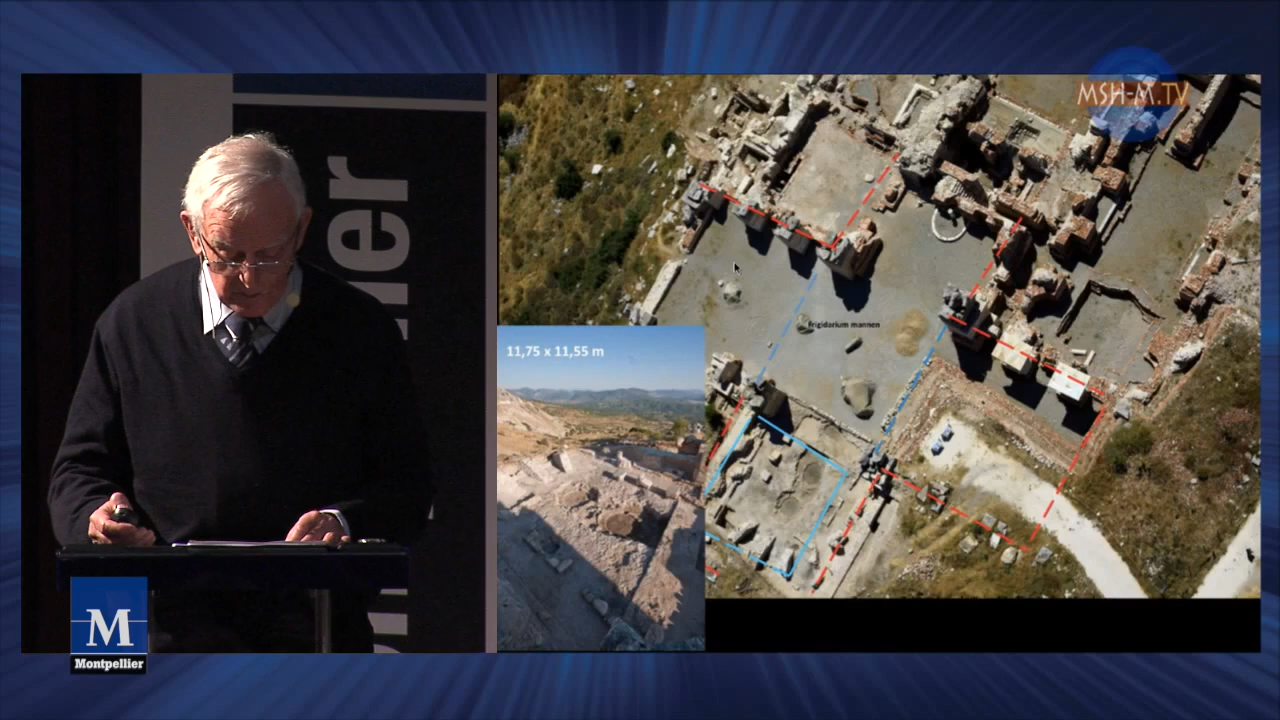 MSH-M.TV
ier
frigidarium mannen
11,75 x 11,55 m
M
Montpellier